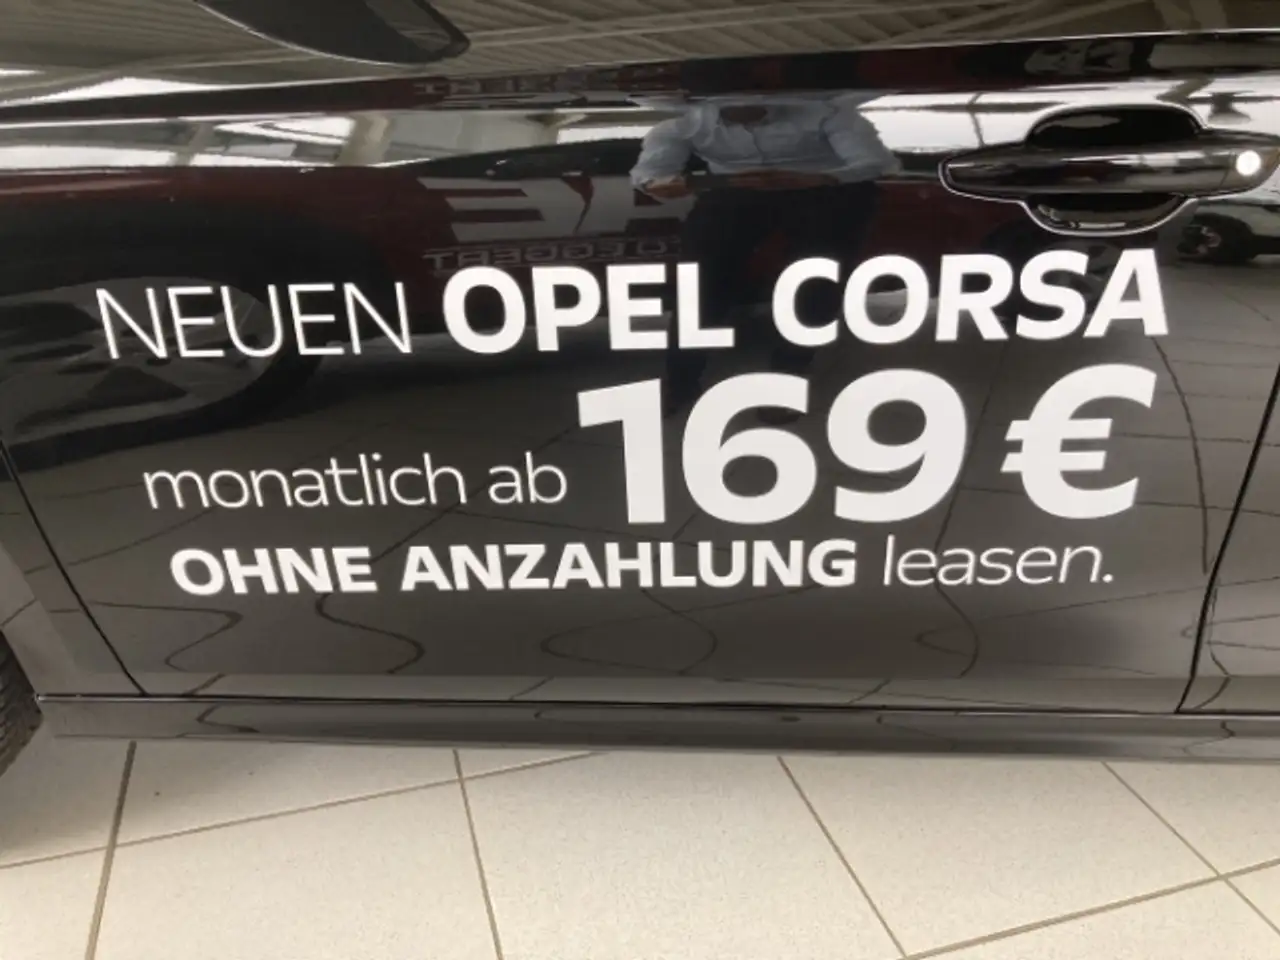 NEUEN OPEL CORSA
monatlich ab 169 €
OHNE ANZAHLUNG leasen.